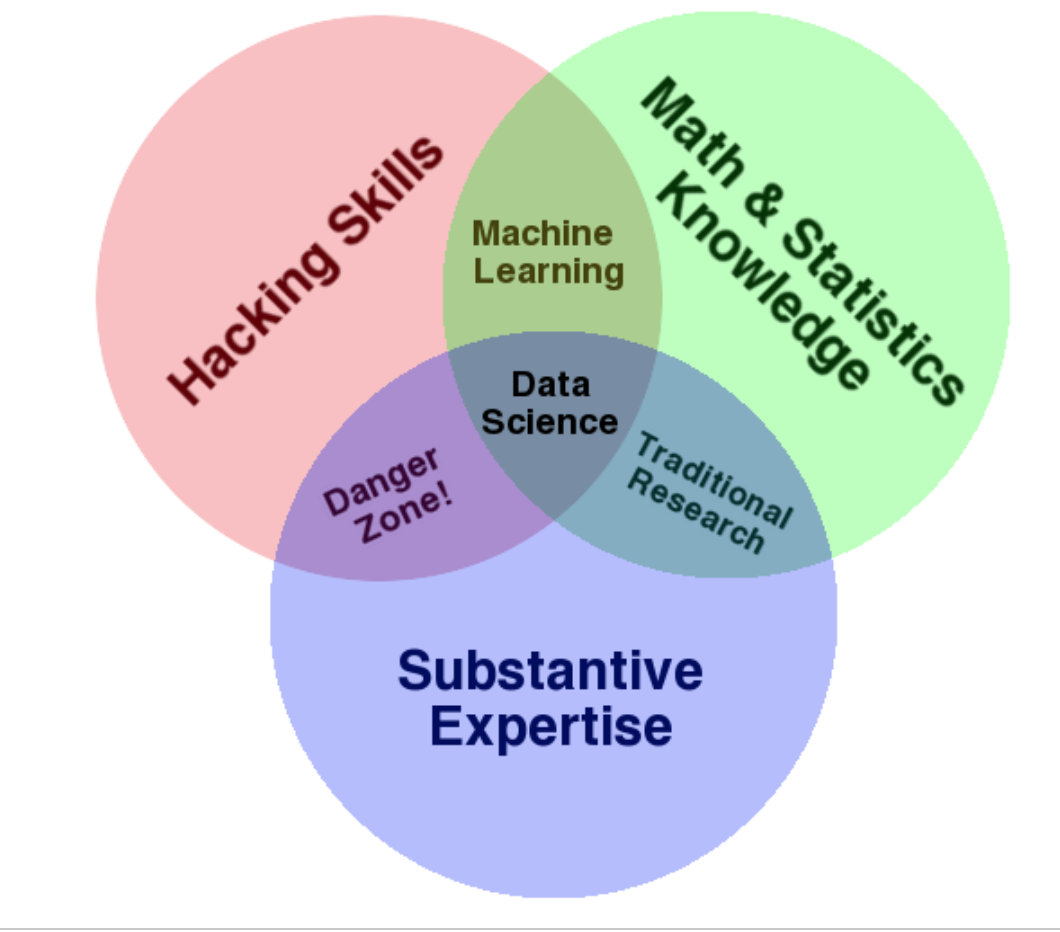 Hacking Skills
Math & Statistics
Knowledge
Machine
Learning
Data
Science
Danger
Zone!
Traditional
Research
Substantive
Expertise